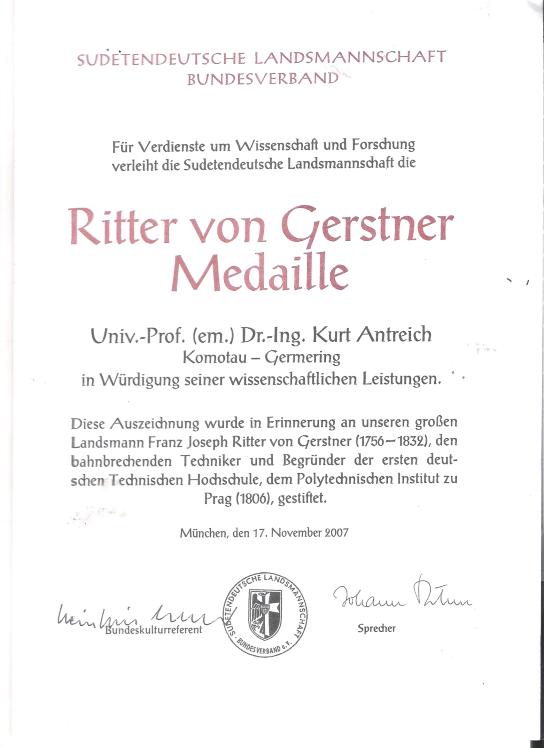 SUDETENDEUTSCHE LANDSMANNSCHAFT
BUNDESVERBAND
Für Verdienste um Wissenschaft und Forschung
verleiht die Sudetendeutsche Landsmannschaft die
Ritter von Gerstner
Medaille
Univ.-Prof. (em.) Dr.-Ing. Kurt Antreich
Komotau – Germering
in Würdigung seiner wissenschaftlichen Leistungen.
Diese Auszeichnung wurde in Erinnerung an unseren großen
Landsmann Franz Joseph Ritter von Gerstner (1756–1832), den
bahnbrechenden Techniker und Begründer der ersten deut-
schen Technischen Hochschule, dem Polytechnischen Institut zu
Prag (1806), gestiftet.
München, den 17. November 2007
Johann
Bundeskulturreferent
SUDETENDEUTSCHE LANDSMANNSCHAFT
BUNDESVERBAND e.V.
Sprecher